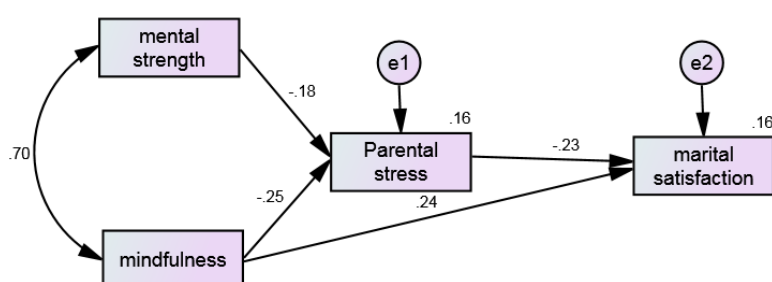 mental
strength
e1
e2
-.18
.16
.16
.70
Parental
stress
-.23
marital
satisfaction
-.25
.24
mindfulness